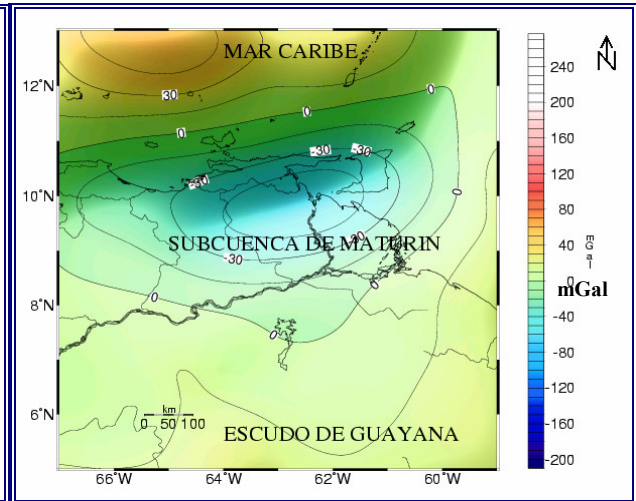 MAR CARIBE
12°N
30
0
0
0
-30
-30
-30
10°N
0
SUBCUENCA DE MATURIN
-30
-30
0
8°N
0
0
6°N
km
0 50 100
ESCUDO DE GUAYANA
66°W
64°W
62°W
60°W
N
240
200
160
120
80
40
0
mGal
-40
-80
-120
160
-200